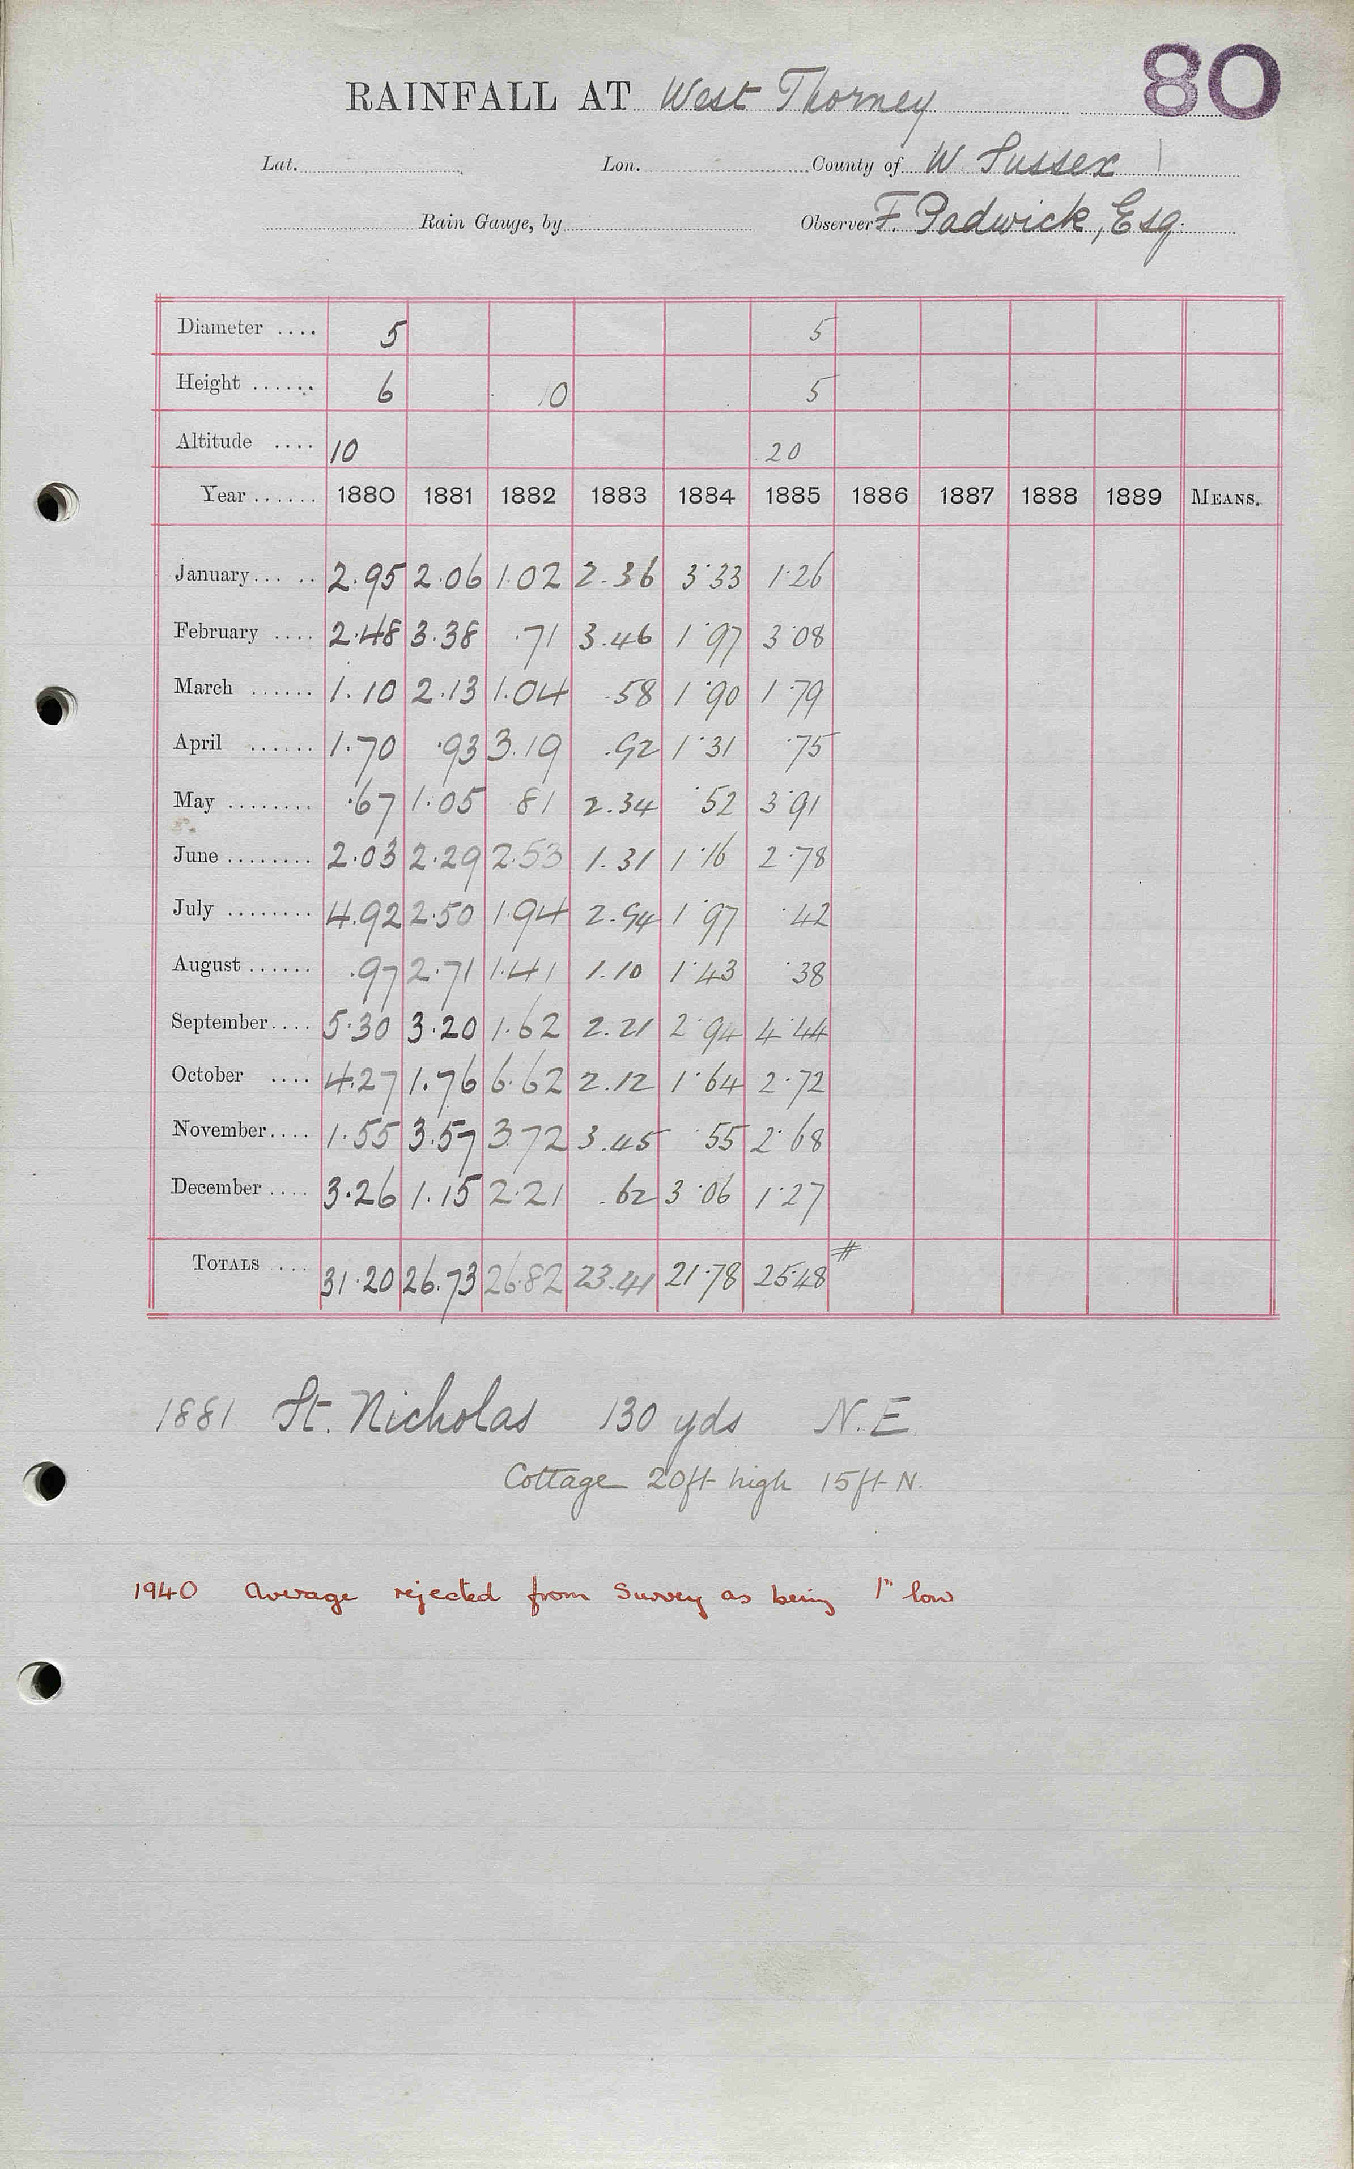 80
RAINFALL AT West Thorney
Lat. Lon. County of W. Sussex
Rain Gauge, by Observer F. Padwick, Esq.
Diameter .... 5 5
Height ...... 6 10 5
Altitude .... 10 20
Year ...... 1880 1881 1882 1883 1884 1885 1886 1887 1888 1889 MEANS.
January... .. 2.95 2.06 1.02 2.36 3.33 1.26
February .... 2.48 3.38 .71 3.46 1.97 3.08
March ...... 1.10 2.13 1.04 .58 1.90 1.79
April ...... 1.70 .93 3.19 .92 1.31 .75
May ........ .67 1.05 81 2.34 .52 3.91
June ........ 2.03 2.29 2.53 1.31 1.16 2.78
July ........ 4.92 2.50 1.94 2.94 1.97 .42
August ...... .97 2.71 1.41 1.10 1.43 .38
September.... 5.30 3.20 1.62 2.21 2.94 4.44
October .... 4.27 1.76 6.62 2.12 1.64 2.72
November.... 1.55 3.57 3.72 3.45 .55 2.68
December .... 3.26 1.15 2.21 .62 3.06 1.27
TOTALS ... 31.20 26.73 26.82 23.41 21.78 25.48 #
1881 St. Nicholas 130 yds N.E.
Cottage 20ft high 15ft N.
1940 Average rejected from Survey as being 1" low